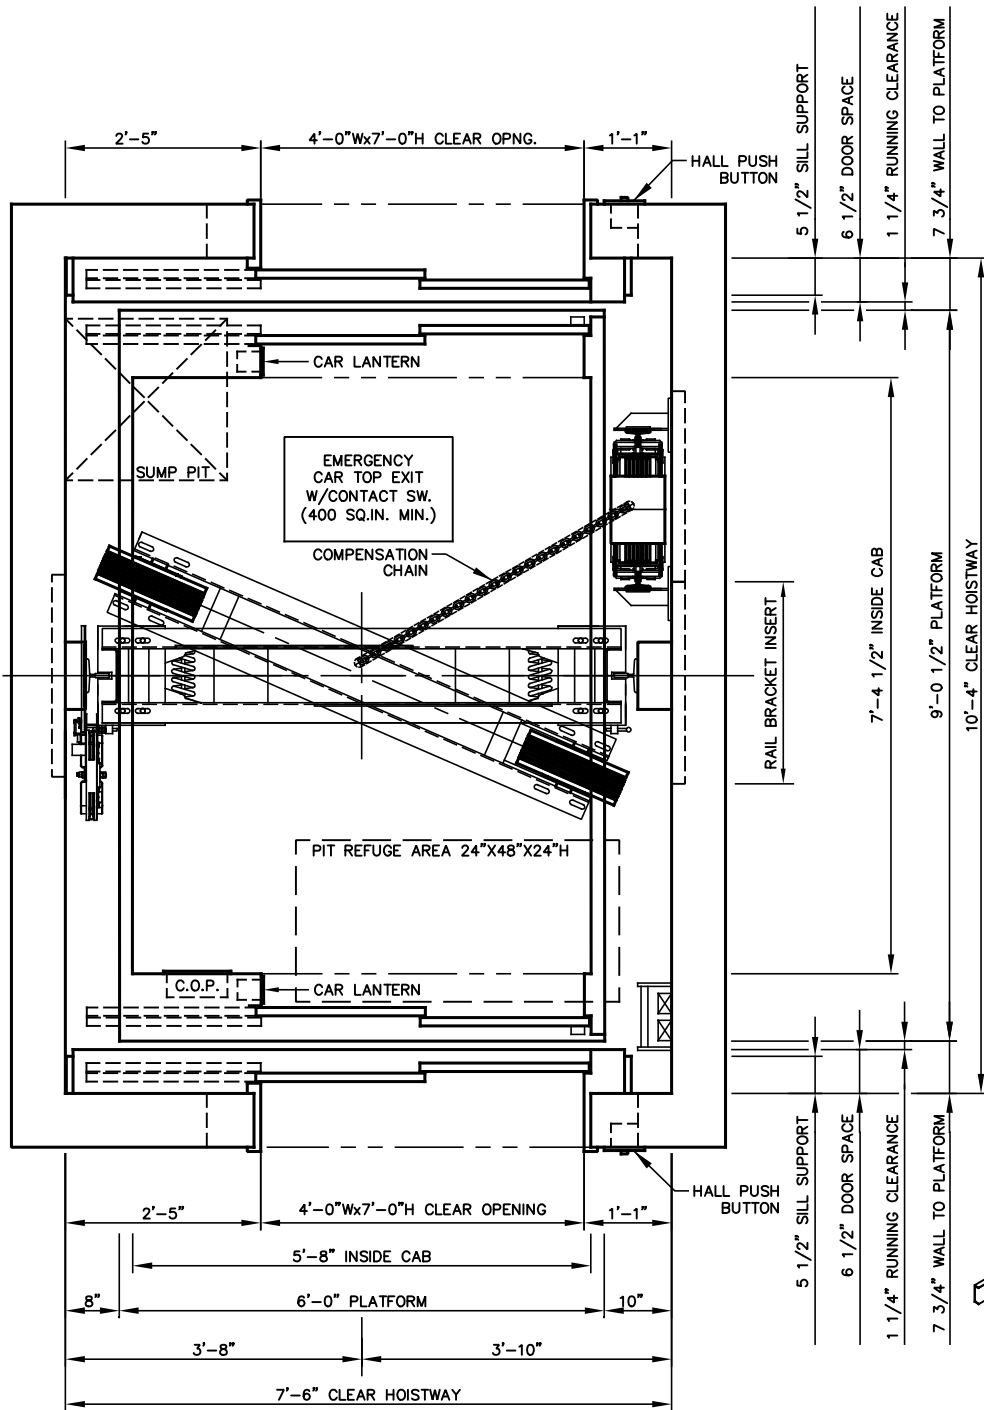 5 1/2” SILL SUPPORT
6 1/2” DOOR SPACE
1 1/4” RUNNING CLEARANCE
7 3/4” WALL TO PLATFORM
2'-5”
4'-0”Wx7'-0”H CLEAR OPNG.
1'-1”
HALL PUSH
BUTTON
CAR LANTERN
SUMP PIT
EMERGENCY
CAR TOP EXIT
W/CONTACT SW.
(400 SQ.IN. MIN.)
COMPENSATION
CHAIN
RAIL BRACKET INSERT
7'-4 1/2” INSIDE CAB
9'-0 1/2” PLATFORM
10'-4” CLEAR HOISTWAY
PIT REFUGE AREA 24”X48”X24”H
C.O.P.
CAR LANTERN
HALL PUSH
BUTTON
2'-5”
4'-0”Wx7'-0”H CLEAR OPENING
1'-1”
5'-8” INSIDE CAB
8”
6'-0” PLATFORM
10”
3'-8”
3'-10”
7'-6” CLEAR HOISTWAY
5 1/2” SILL SUPPORT
6 1/2” DOOR SPACE
1 1/4” RUNNING CLEARANCE
7 3/4” WALL TO PLATFORM